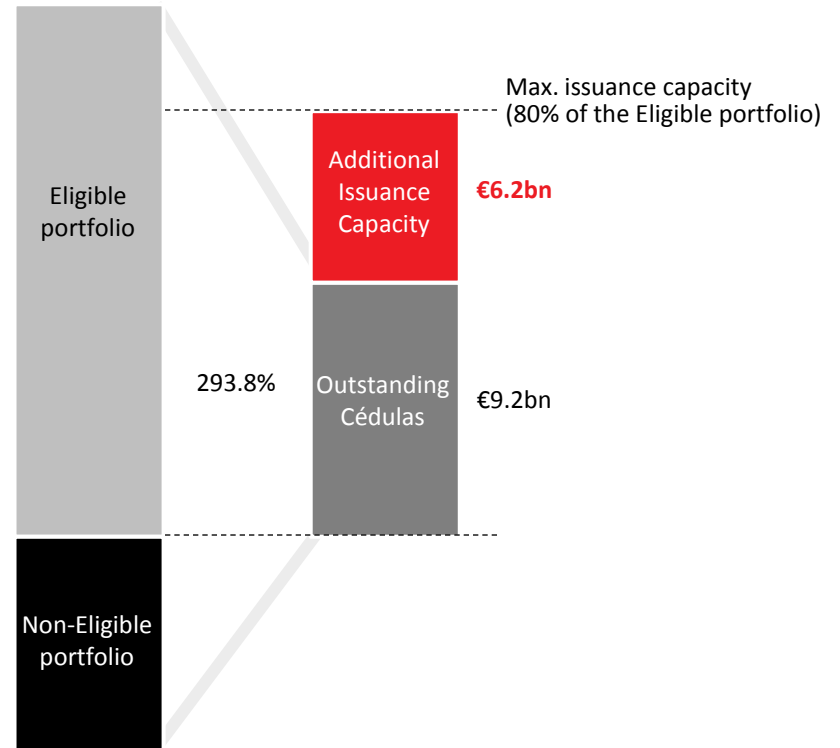 Max. issuance capacity
(80% of the Eligible portfolio)
Eligible
portfolio
Additional
Issuance
Capacity
€6.2bn
293.8%
Outstanding
Cédulas
€9.2bn
Non-Eligible
portfolio